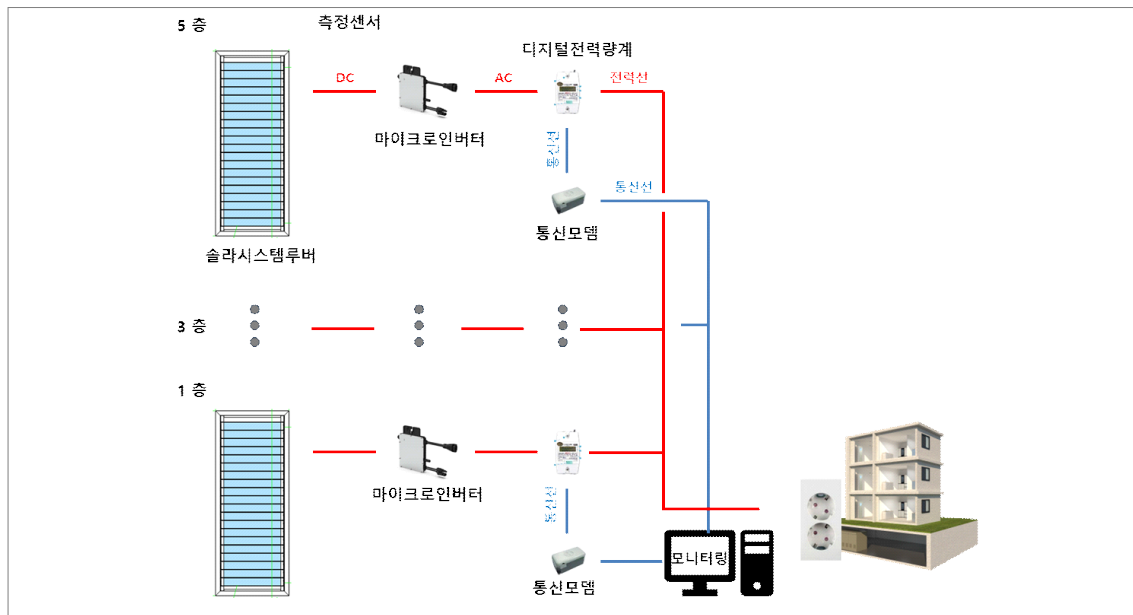 5 층
측정센서
디지털전력량계
DC
AC
전력선
마이크로인버터
통신선
통신선
통신모뎀
솔라시스템루버
3 층
1 층
마이크로인버터
통신선
모니터링
통신모뎀